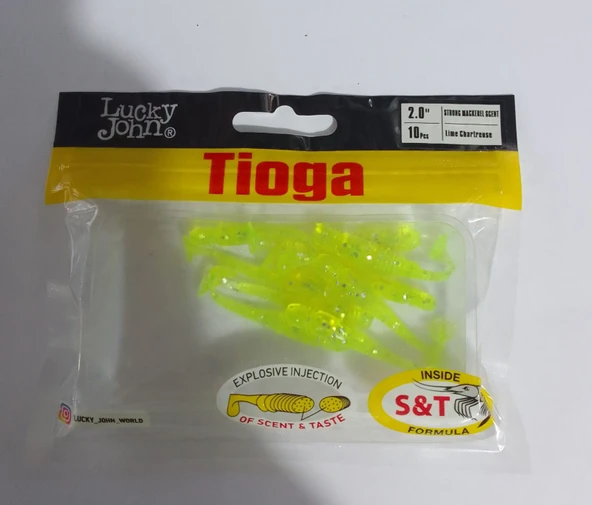 Lucky
John®
2.0" STRONG MACKEREL SCENT
10Pcs Lime Chartreuse
Tioga
EXPLOSIVE INJECTION
OF SCENT & TASTE
INSIDE
S&T
FORMULA
LUCKY_JOHN_WORLD